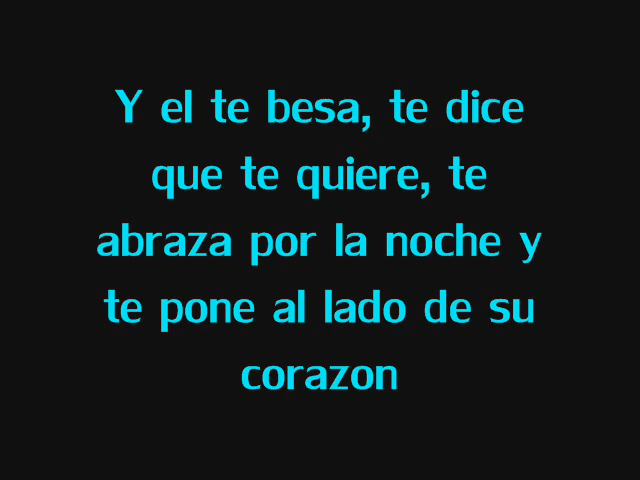 Y el te besa, te dice
que te quiere, te
abraza por la noche y
te pone al lado de su
corazon